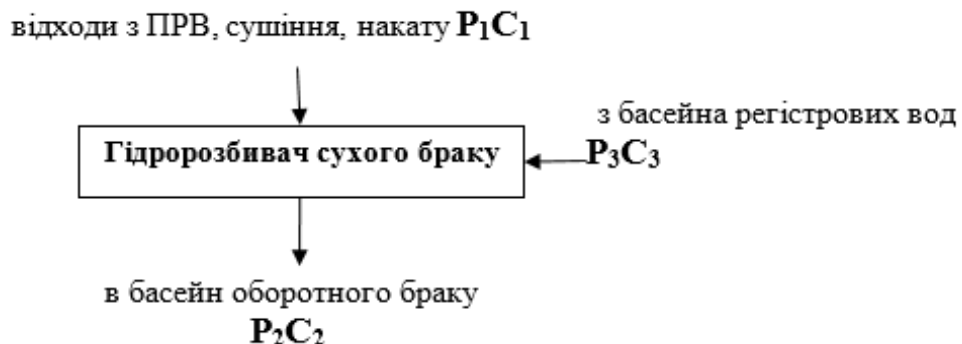 відходи з ПРВ, сушіння, накату P₁C₁
з басейна регістрових вод
Гідророзбивач сухого браку
P₃C₃
в басейн оборотного браку
P₂C₂